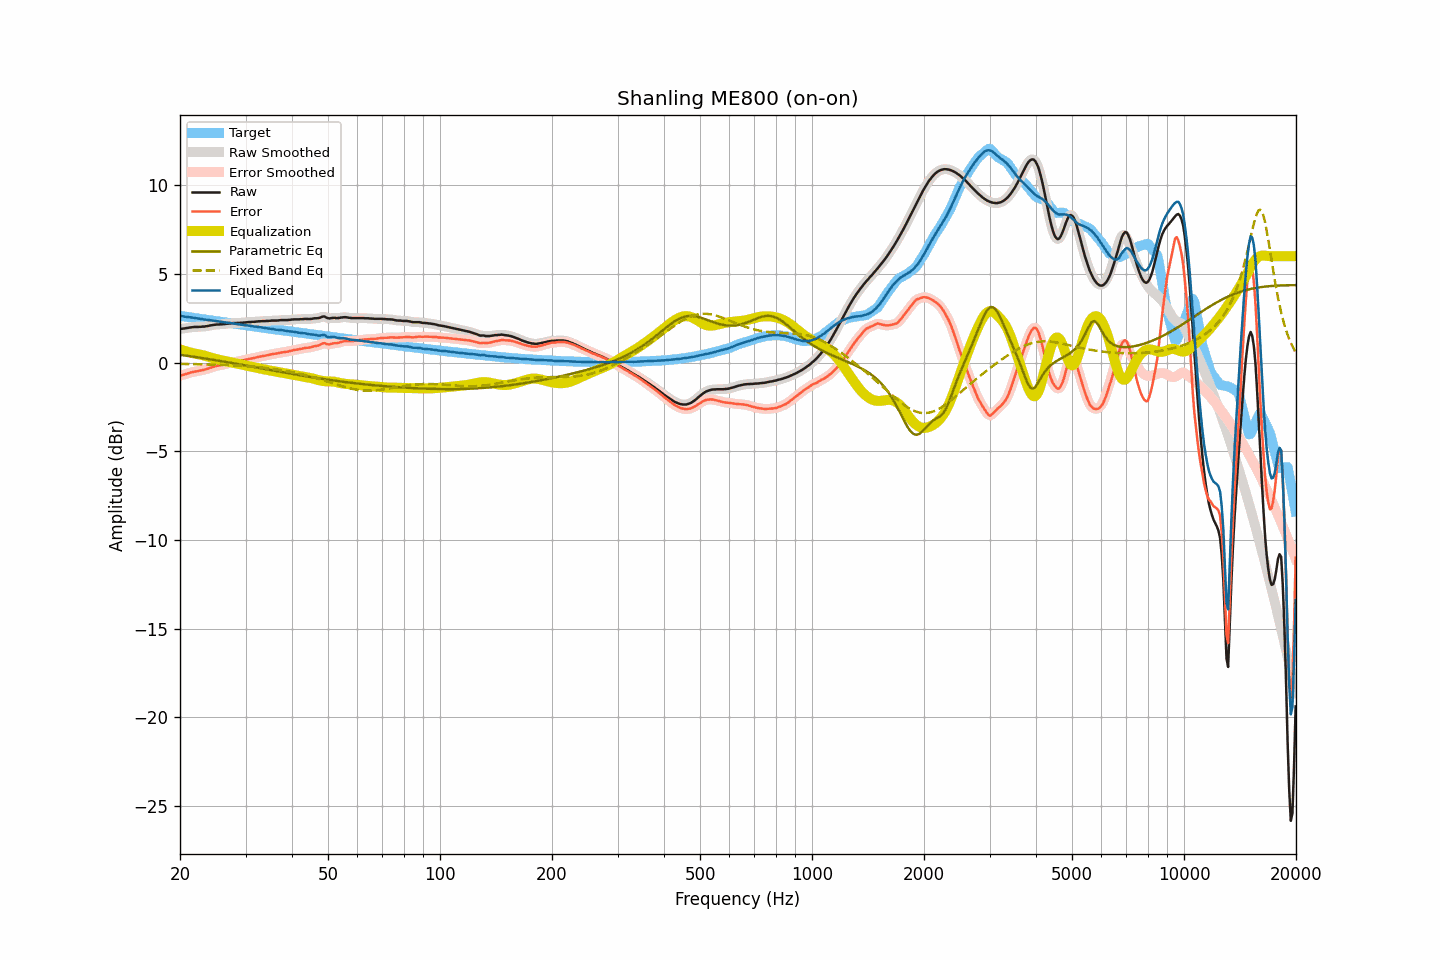 Shanling ME800 (on-on)
Target
Raw Smoothed
Error Smoothed
Raw
Error
Equalization
Parametric Eq
Fixed Band Eq
Equalized
10
5
0
−5
−10
−15
−20
−25
Amplitude (dBr)
20 50 100 200 500 1000 2000 5000 10000 20000
Frequency (Hz)